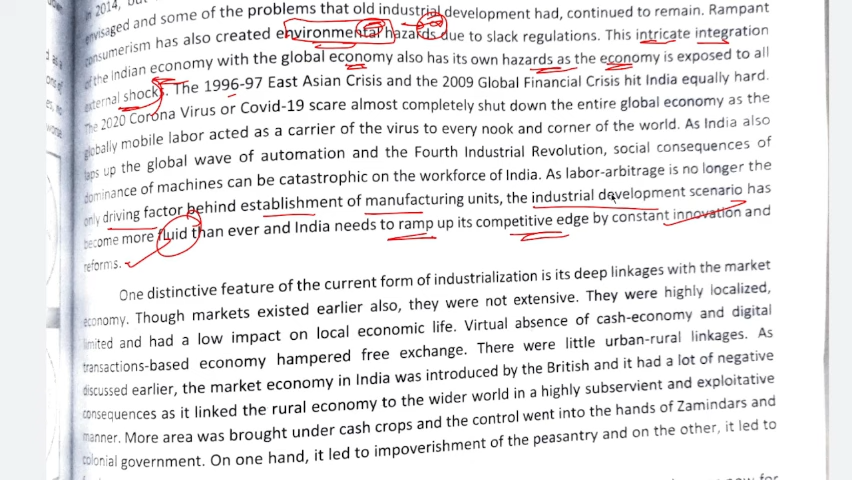 In 2014, but
envisaged and some of the problems that old industrial development had, continued to remain. Rampant
consumerism has also created environmental hazards due to slack regulations. This intricate integration
of the Indian economy with the global economy also has its own hazards as the economy is exposed to all
external shocks. The 1996-97 East Asian Crisis and the 2009 Global Financial Crisis hit India equally hard.
The 2020 Corona Virus or Covid-19 scare almost completely shut down the entire global economy as the
globally mobile labor acted as a carrier of the virus to every nook and corner of the world. As India also
laps up the global wave of automation and the Fourth Industrial Revolution, social consequences of
dominance of machines can be catastrophic on the workforce of India. As labor-arbitrage is no longer the
only driving factor behind establishment of manufacturing units, the industrial development scenario has
become more fluid than ever and India needs to ramp up its competitive edge by constant innovation and
reforms.
One distinctive feature of the current form of industrialization is its deep linkages with the market
economy. Though markets existed earlier also, they were not extensive. They were highly localized,
limited and had a low impact on local economic life. Virtual absence of cash-economy and digital
transactions-based economy hampered free exchange. There were little urban-rural linkages. As
discussed earlier, the market economy in India was introduced by the British and it had a lot of negative
consequences as it linked the rural economy to the wider world in a highly subservient and exploitative
manner. More area was brought under cash crops and the control went into the hands of Zamindars and
colonial government. On one hand, it led to impoverishment of the peasantry and on the other, it led to